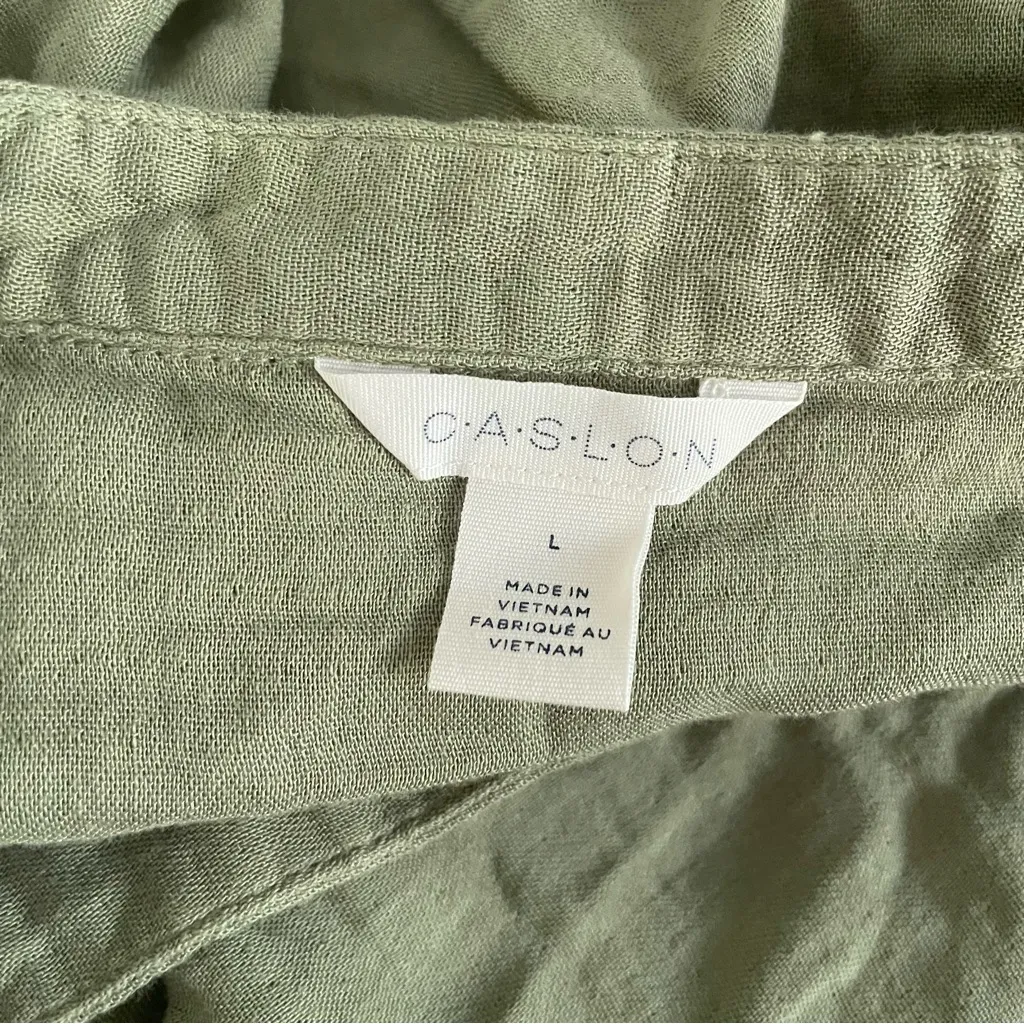 C·A·S·L·O·N
L
MADE IN
VIETNAM
FABRIQUÉ AU
VIETNAM